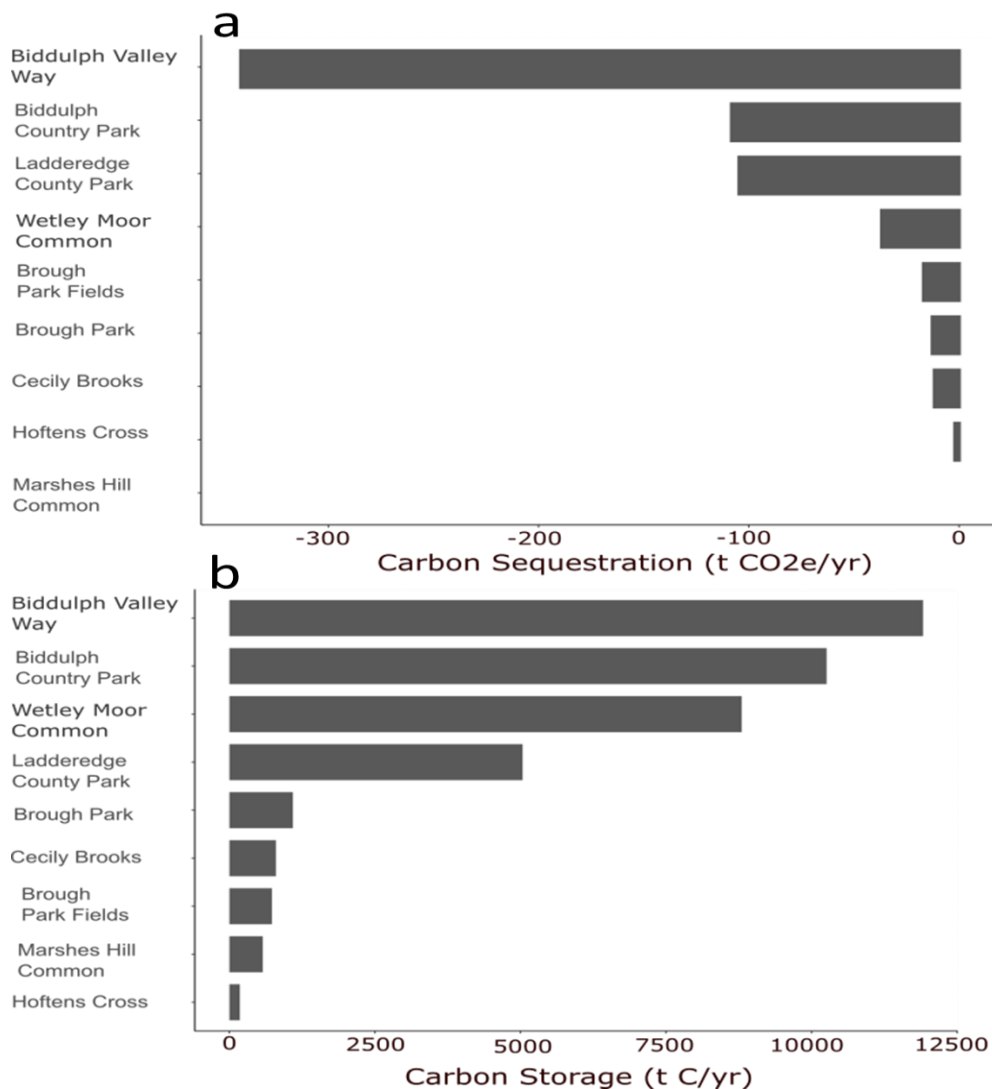 a
Biddulph Valley
Way
Biddulph
Country Park
Ladderedge
County Park
Wetley Moor
Common
Brough
Park Fields
Brough Park
Cecily Brooks
Hoftens Cross
Marshes Hill
Common
-300 -200 -100 0
Carbon Sequestration (t CO2e/yr)
b
Biddulph Valley
Way
Biddulph
Country Park
Wetley Moor
Common
Ladderedge
County Park
Brough Park
Cecily Brooks
Brough
Park Fields
Marshes Hill
Common
Hoftens Cross
0 2500 5000 7500 10000 12500
Carbon Storage (t C/yr)